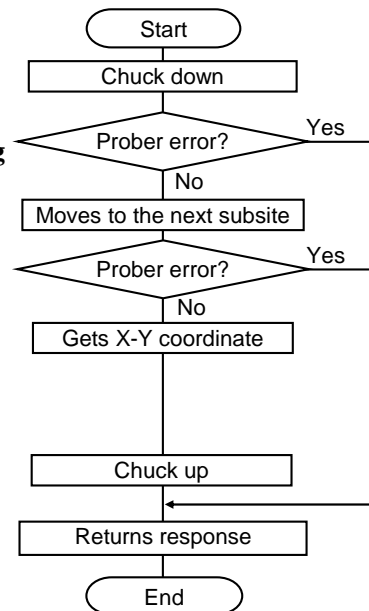 Start
Chuck down
Prober error?
Yes
g
No
Moves to the next subsite
Prober error?
Yes
No
Gets X-Y coordinate
Chuck up
Returns response
End